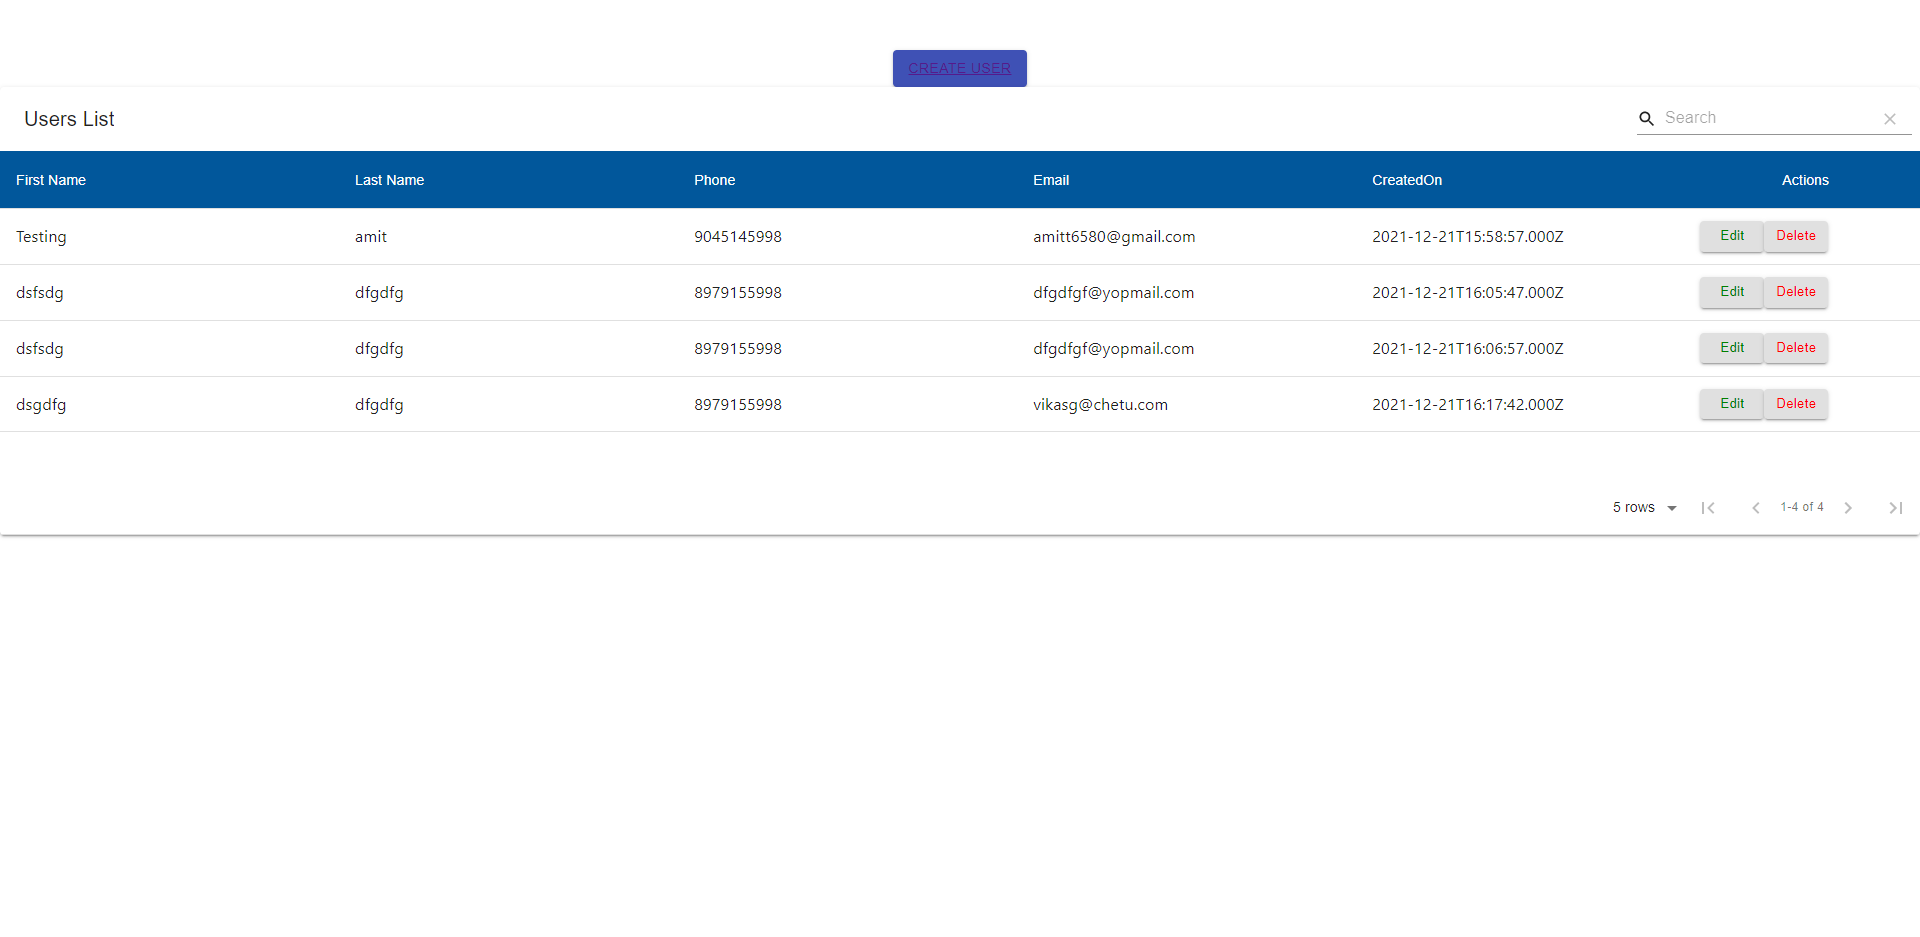 CREATE USER
Users List Search
First Name Last Name Phone Email CreatedOn Actions
Testing amit 9045145998 amitt6580@gmail.com 2021-12-21T15:58:57.000Z Edit Delete
dsfsdg dfgdfg 8979155998 dfgdfgf@yopmail.com 2021-12-21T16:05:47.000Z Edit Delete
dsfsdg dfgdfg 8979155998 dfgdfgf@yopmail.com 2021-12-21T16:06:57.000Z Edit Delete
dsgdfg dfgdfg 8979155998 vikasg@chetu.com 2021-12-21T16:17:42.000Z Edit Delete
5 rows 1-4 of 4